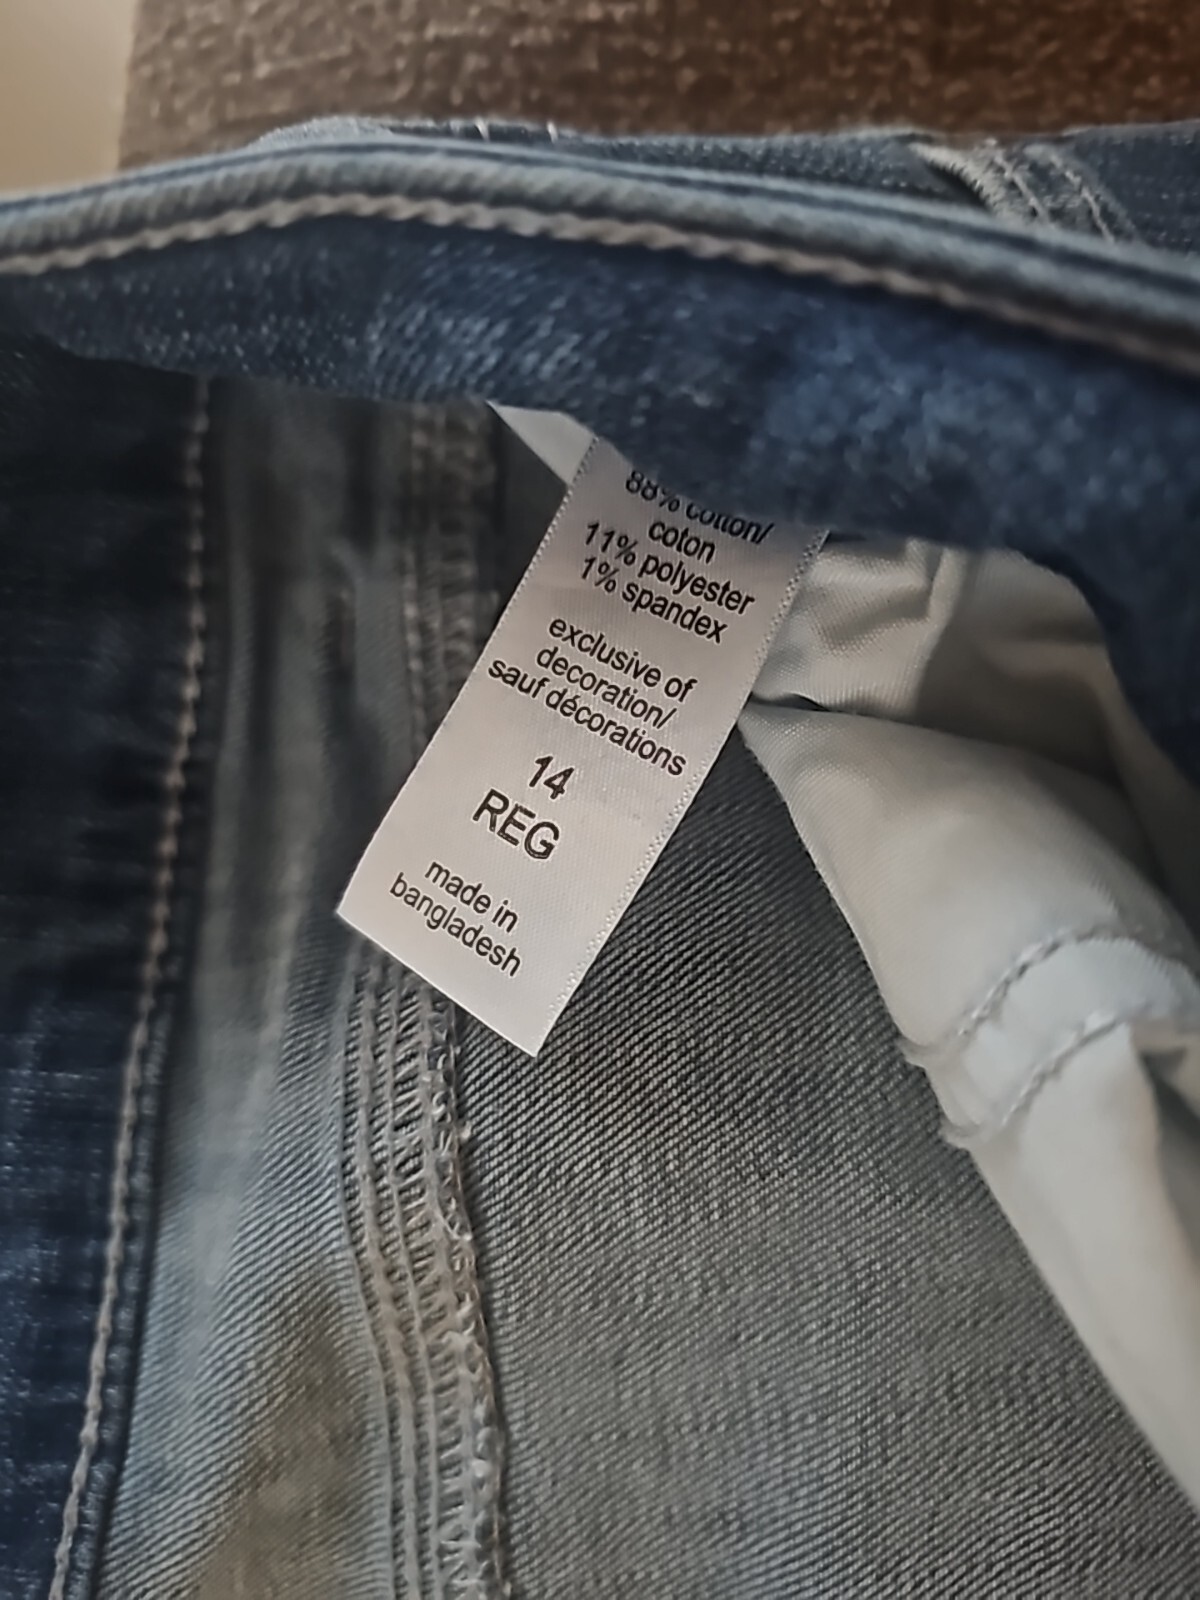 88% cotton/
coton
11% polyester
1% spandex
exclusive of
decoration/
sauf décorations
14
REG
made in
bangladesh